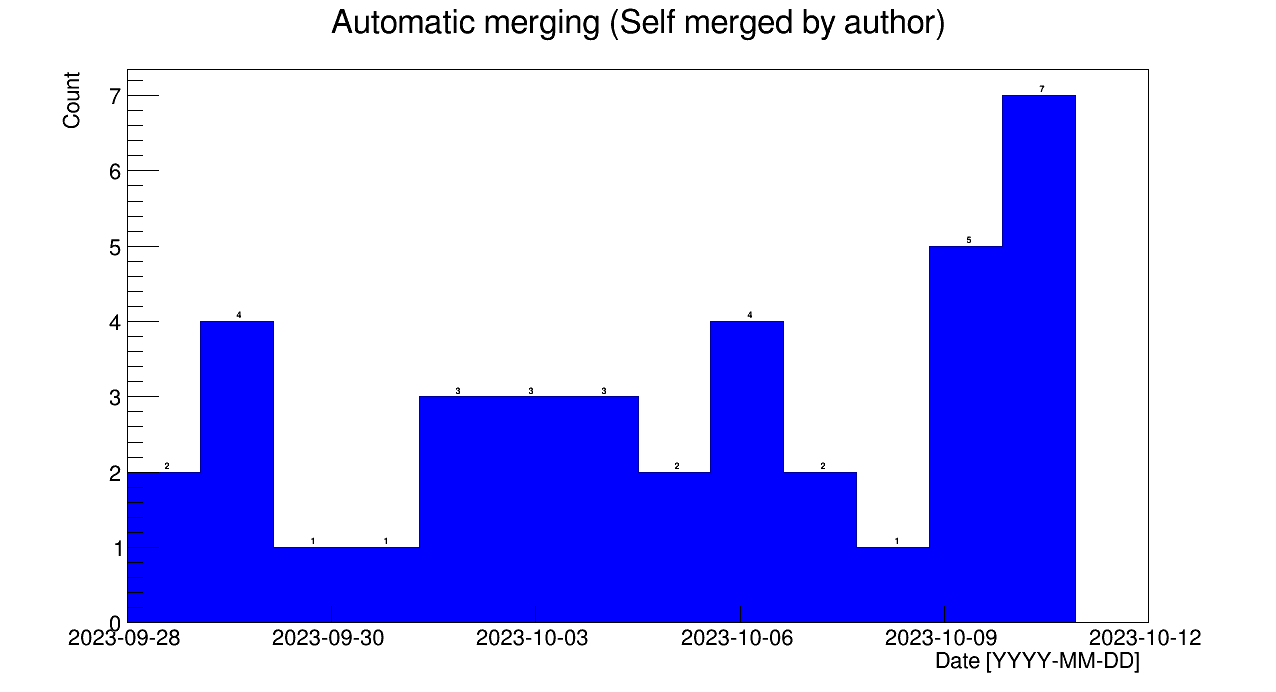 Automatic merging (Self merged by author)
Count
7
6
5
4
3
2
1
0
2 4 1 1 3 3 3 2 4 2 1 5 7
2023-09-28 2023-09-30 2023-10-03 2023-10-06 2023-10-09 2023-10-12
Date [YYYY-MM-DD]